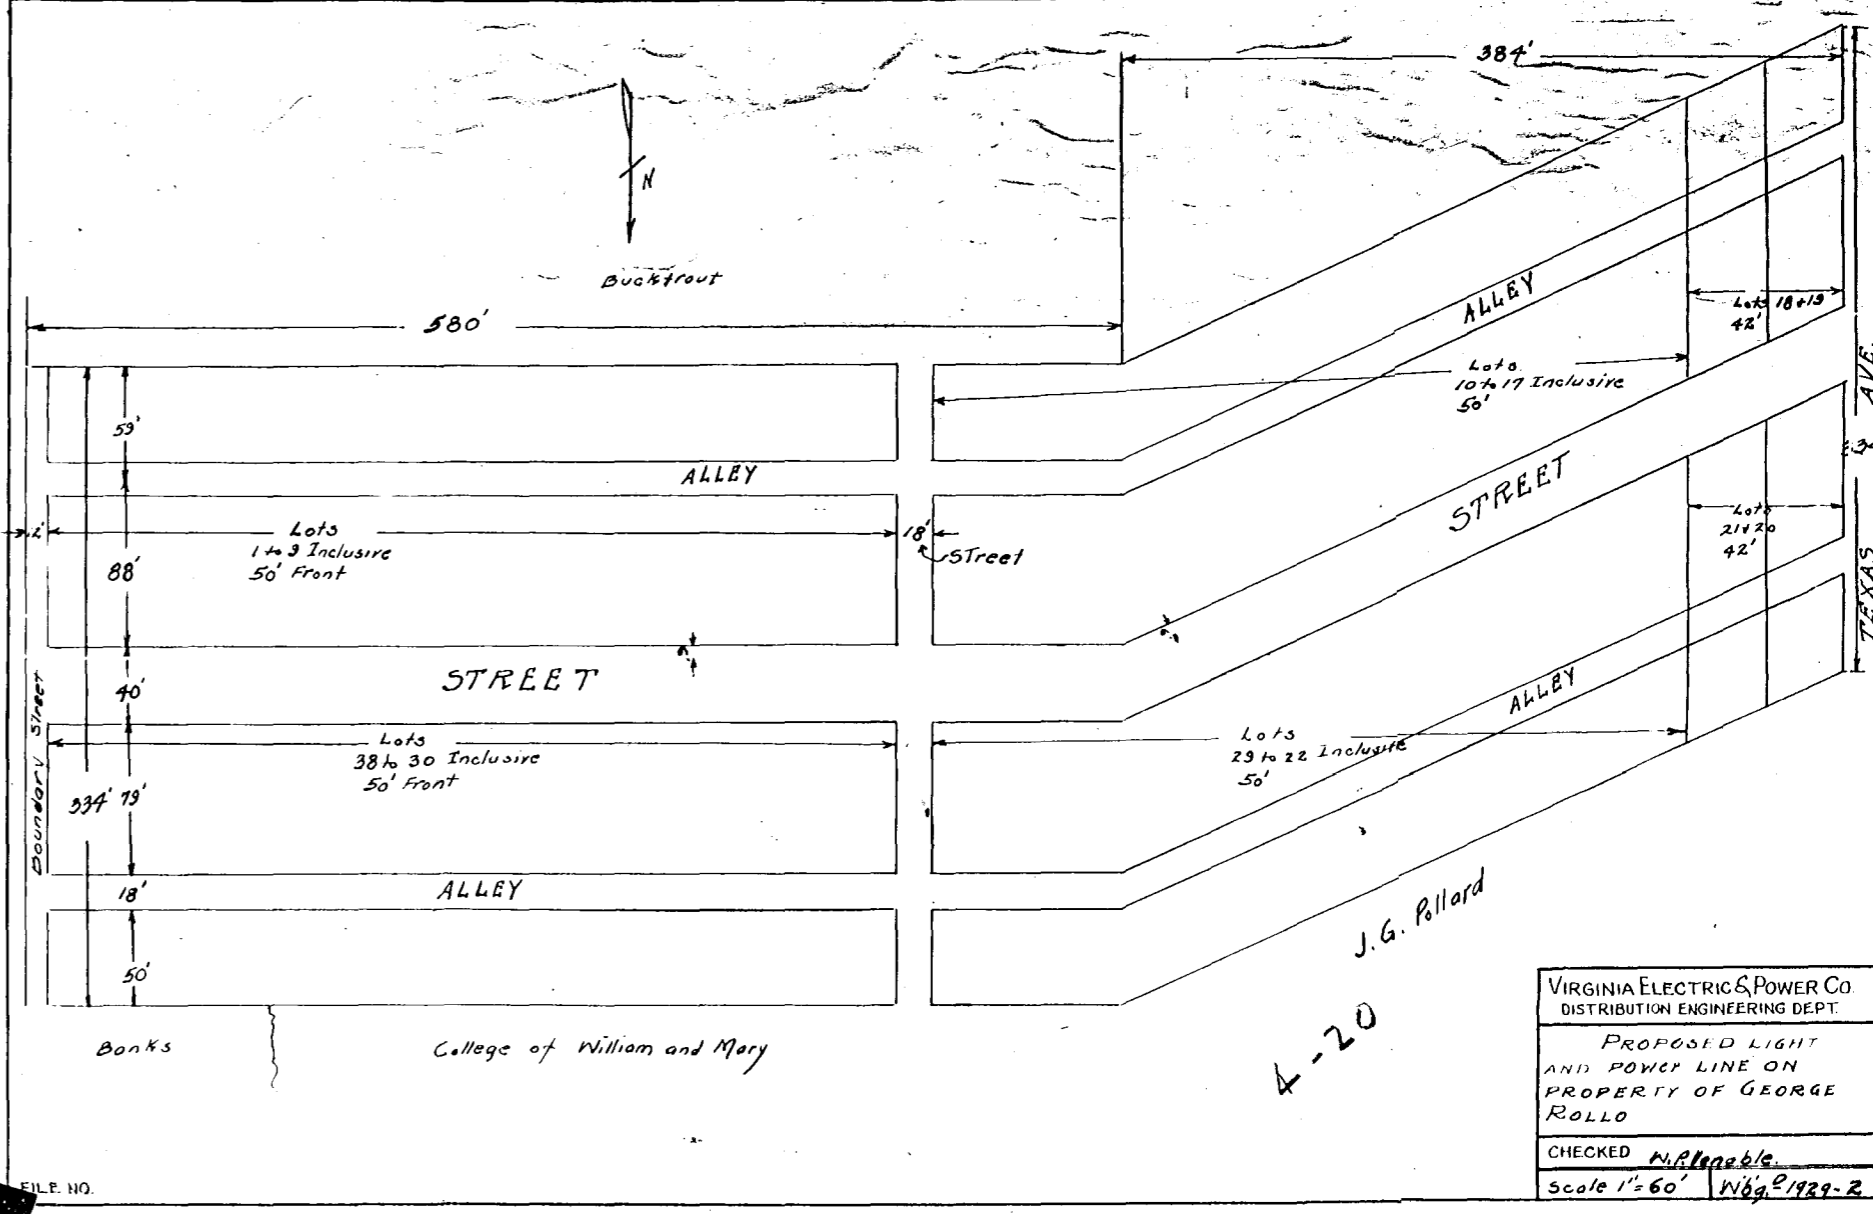 384'
N
Bucktrout
580'
ALLEY
Lots 18+19
42'
Lots
10 to 17 Inclusive
50'
AVE.
59'
ALLEY
STREET
Lots
1 to 9 Inclusive
50' Front
18'
Street
Lots
21+20
42'
88'
TEXAS
STREET
40'
Boundary Street
ALLEY
Lots
38 to 30 Inclusive
50' Front
Lots
29 to 22 Inclusive
50'
334'
79'
18'
ALLEY
J.G. Pollard
50'
Banks
College of William and Mary
4-20
VIRGINIA ELECTRIC & POWER CO.
DISTRIBUTION ENGINEERING DEPT.
PROPOSED LIGHT
AND POWER LINE ON
PROPERTY OF GEORGE
ROLLO
CHECKED W.P. Venable.
Scale 1"=60'
1929-2
FILE NO.